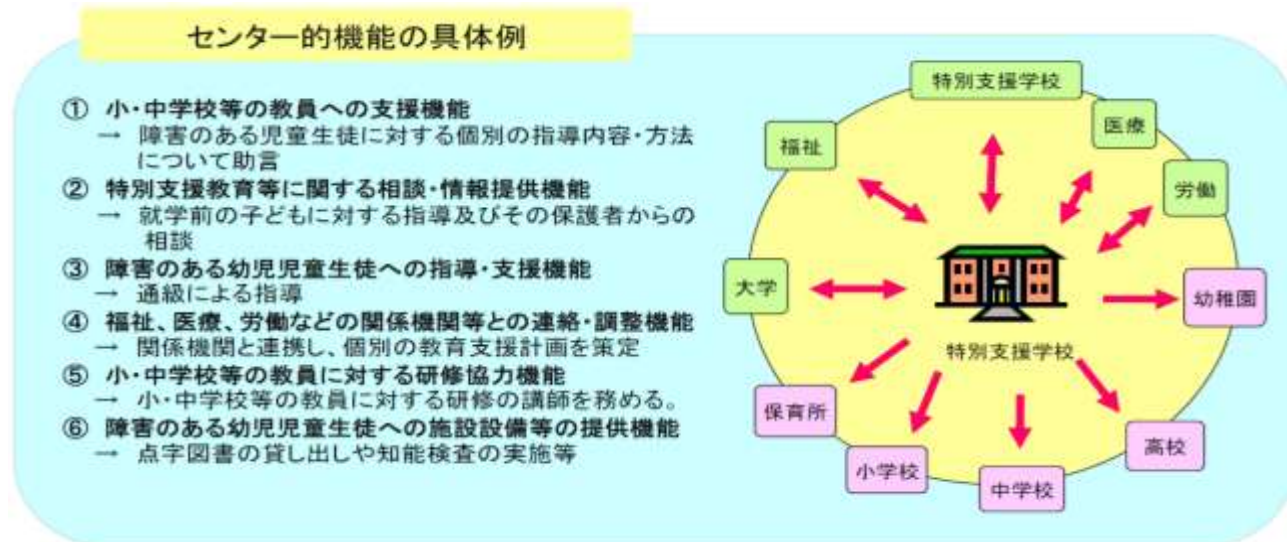 センター的機能の具体例
① 小・中学校等の教員への支援機能
→ 障害のある児童生徒に対する個別の指導内容・方法
について助言
② 特別支援教育等に関する相談・情報提供機能
→ 就学前の子どもに対する指導及びその保護者からの
相談
③ 障害のある幼児児童生徒への指導・支援機能
→ 通級による指導
④ 福祉、医療、労働などの関係機関等との連絡・調整機能
→ 関係機関と連携し、個別の教育支援計画を策定
⑤ 小・中学校等の教員に対する研修協力機能
→ 小・中学校等の教員に対する研修の講師を務める。
⑥ 障害のある幼児児童生徒への施設設備等の提供機能
→ 点字図書の貸し出しや知能検査の実施等
特別支援学校
医療
福祉
労働
大学
幼稚園
特別支援学校
保育所
高校
小学校
中学校